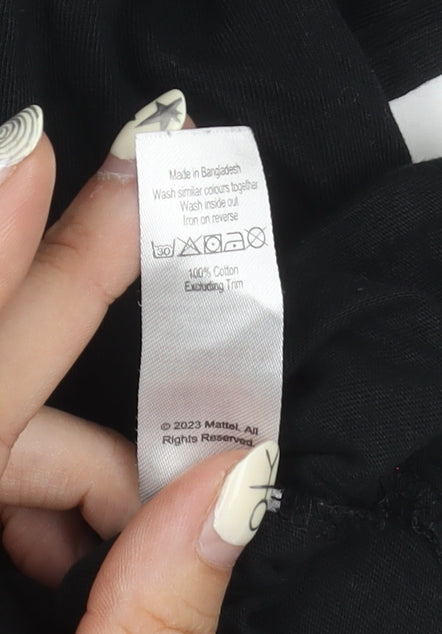 Made in Bangladesh
Wash similar colours together
Wash inside out
Iron on reverse
30
100% Cotton
Excluding Trim
© 2023 Mattel. All
Rights Reserved.